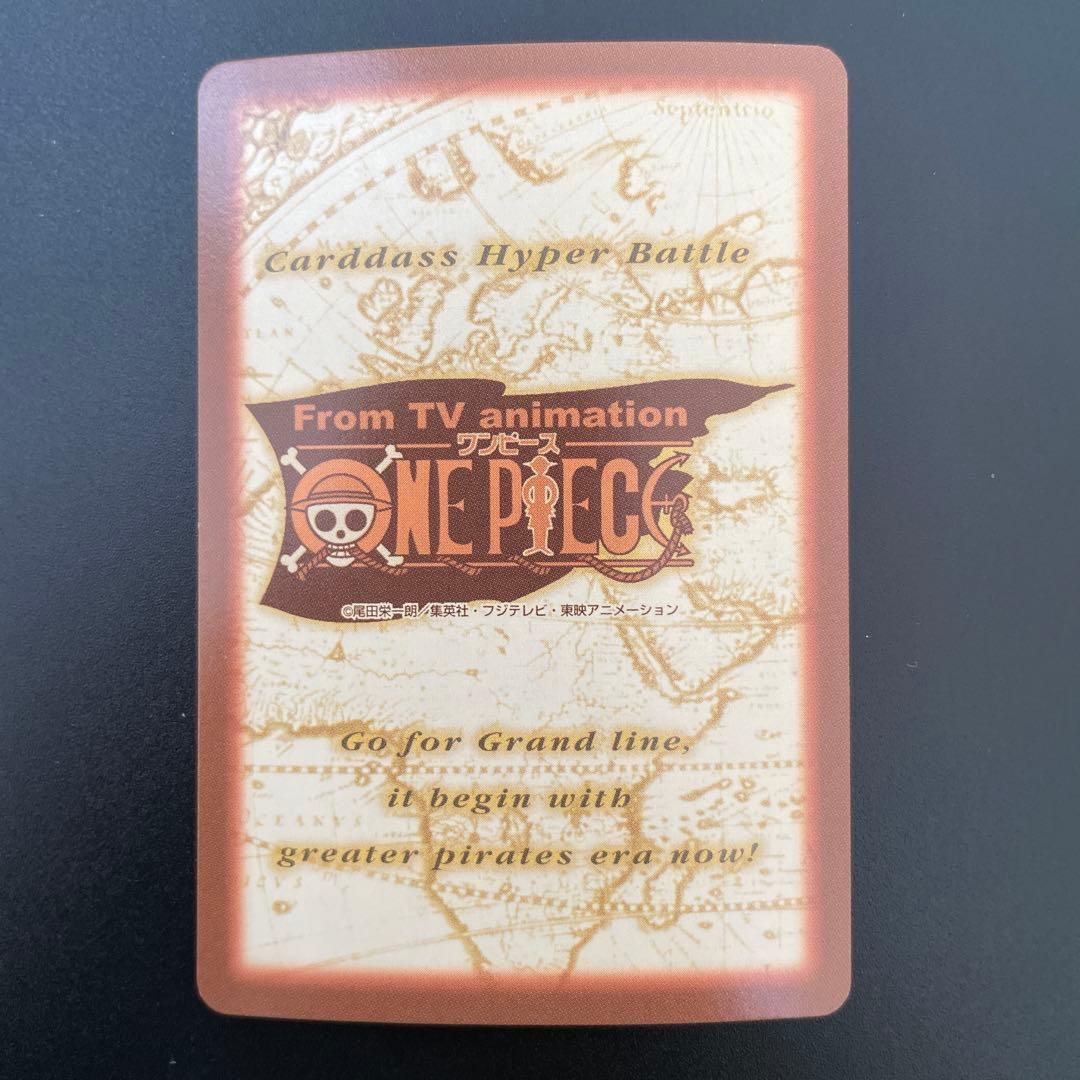 Septentrio
Carddass Hyper Battle
From TV animation
ワンピース
ONE PIECE
©尾田栄一朗/集英社・フジテレビ・東映アニメーション
Go for Grand line,
it begin with
greater pirates era now!